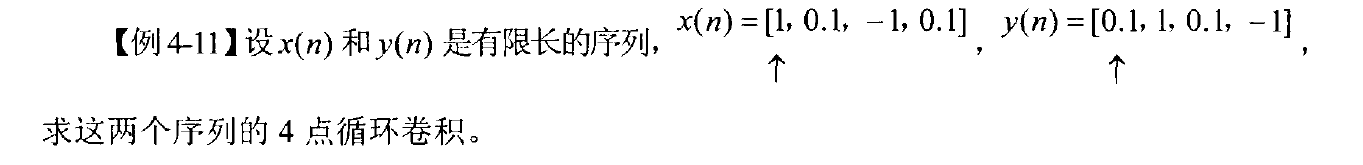 【例 4-11】设 x(n) 和 y(n) 是有限长的序列， x(n) = [1, 0.1, -1, 0.1] ， y(n) = [0.1, 1, 0.1, -1] ，
↑ ↑
求这两个序列的 4 点循环卷积。